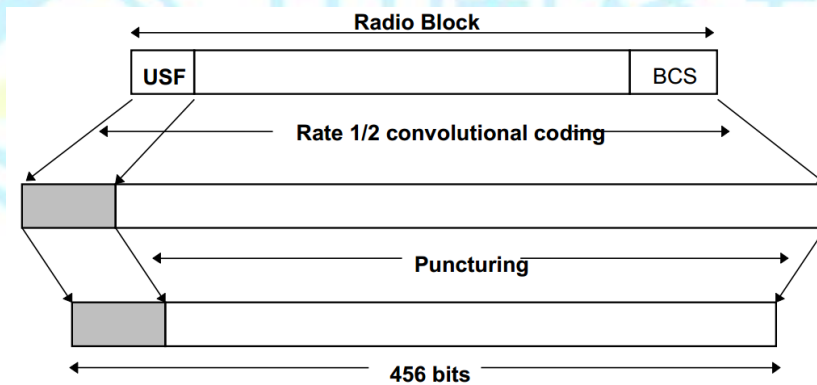 Radio Block
USF
BCS
Rate 1/2 convolutional coding
Puncturing
456 bits